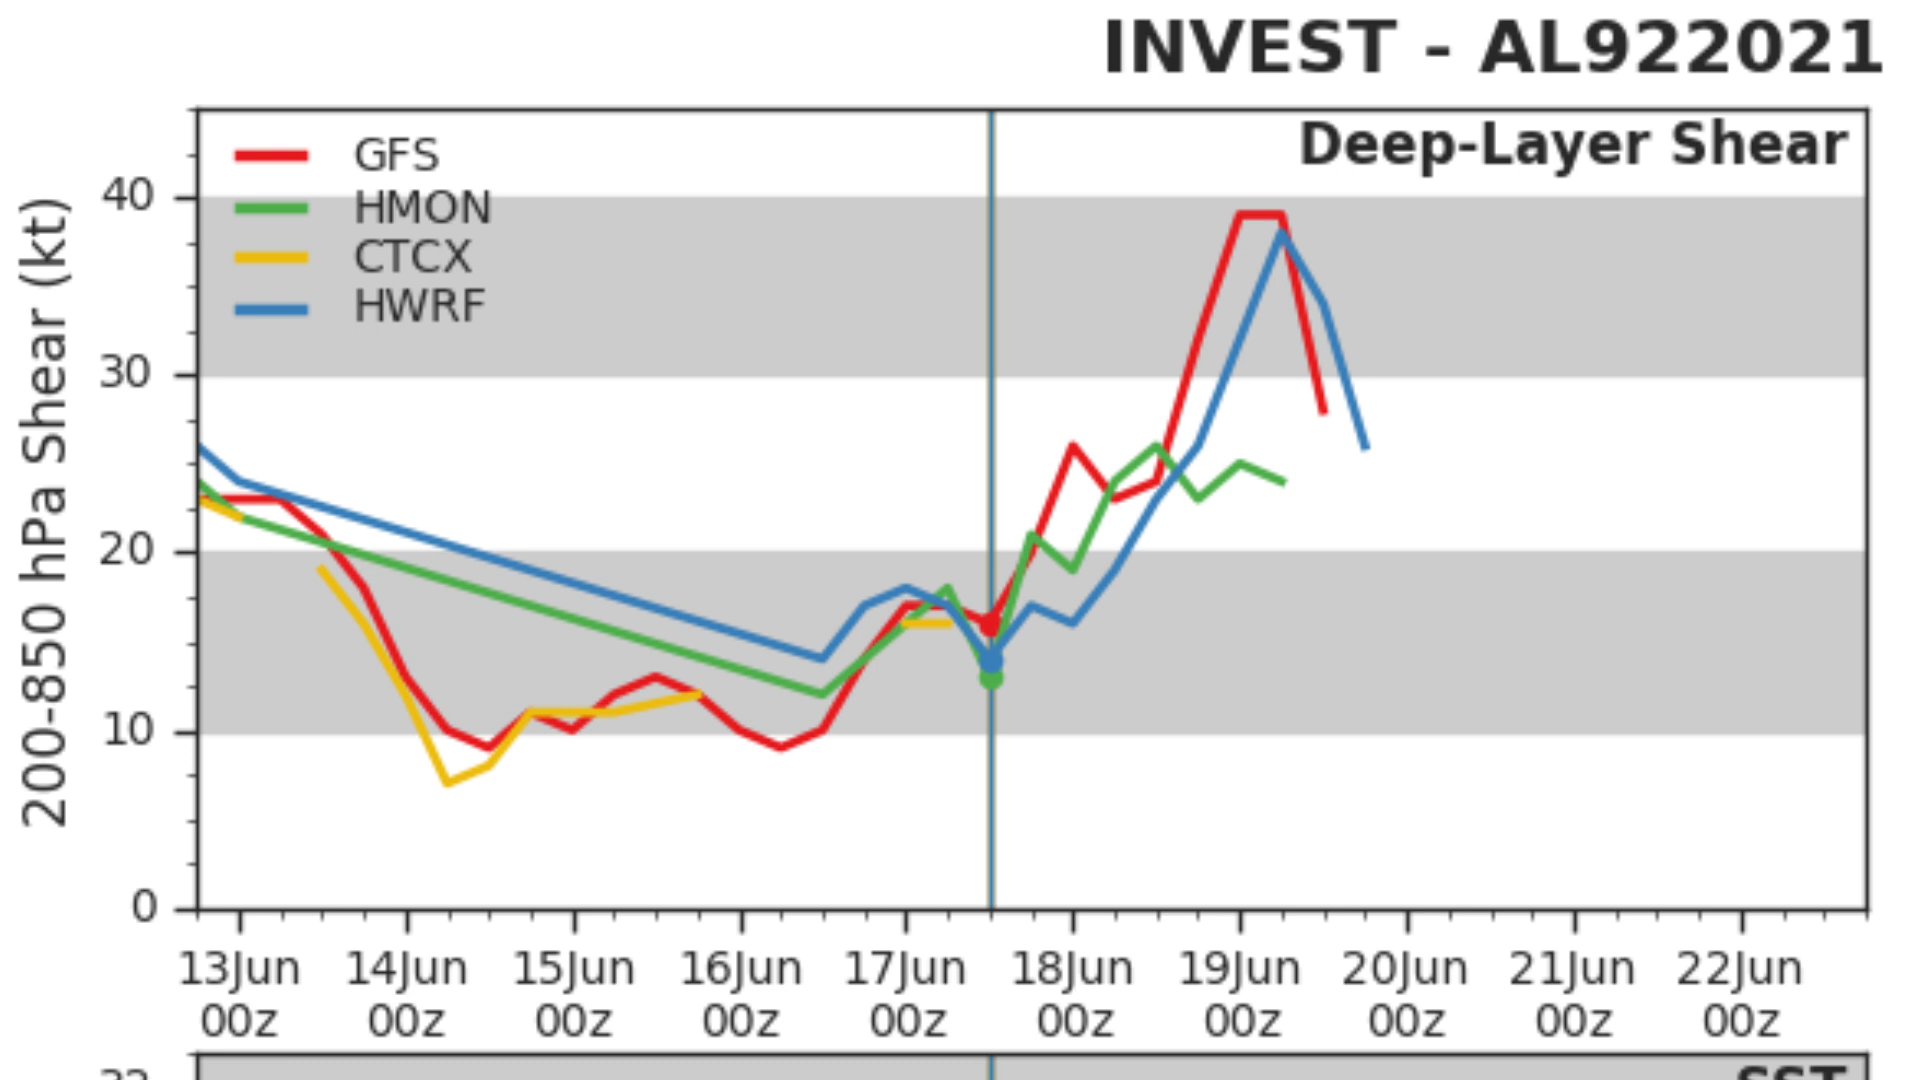 INVEST - AL922021
Deep-Layer Shear
GFS
HMON
CTCX
HWRF
200-850 hPa Shear (kt)
40
30
20
10
0
13Jun 14Jun 15Jun 16Jun 17Jun 18Jun 19Jun 20Jun 21Jun 22Jun
00z 00z 00z 00z 00z 00z 00z 00z 00z 00z
SST